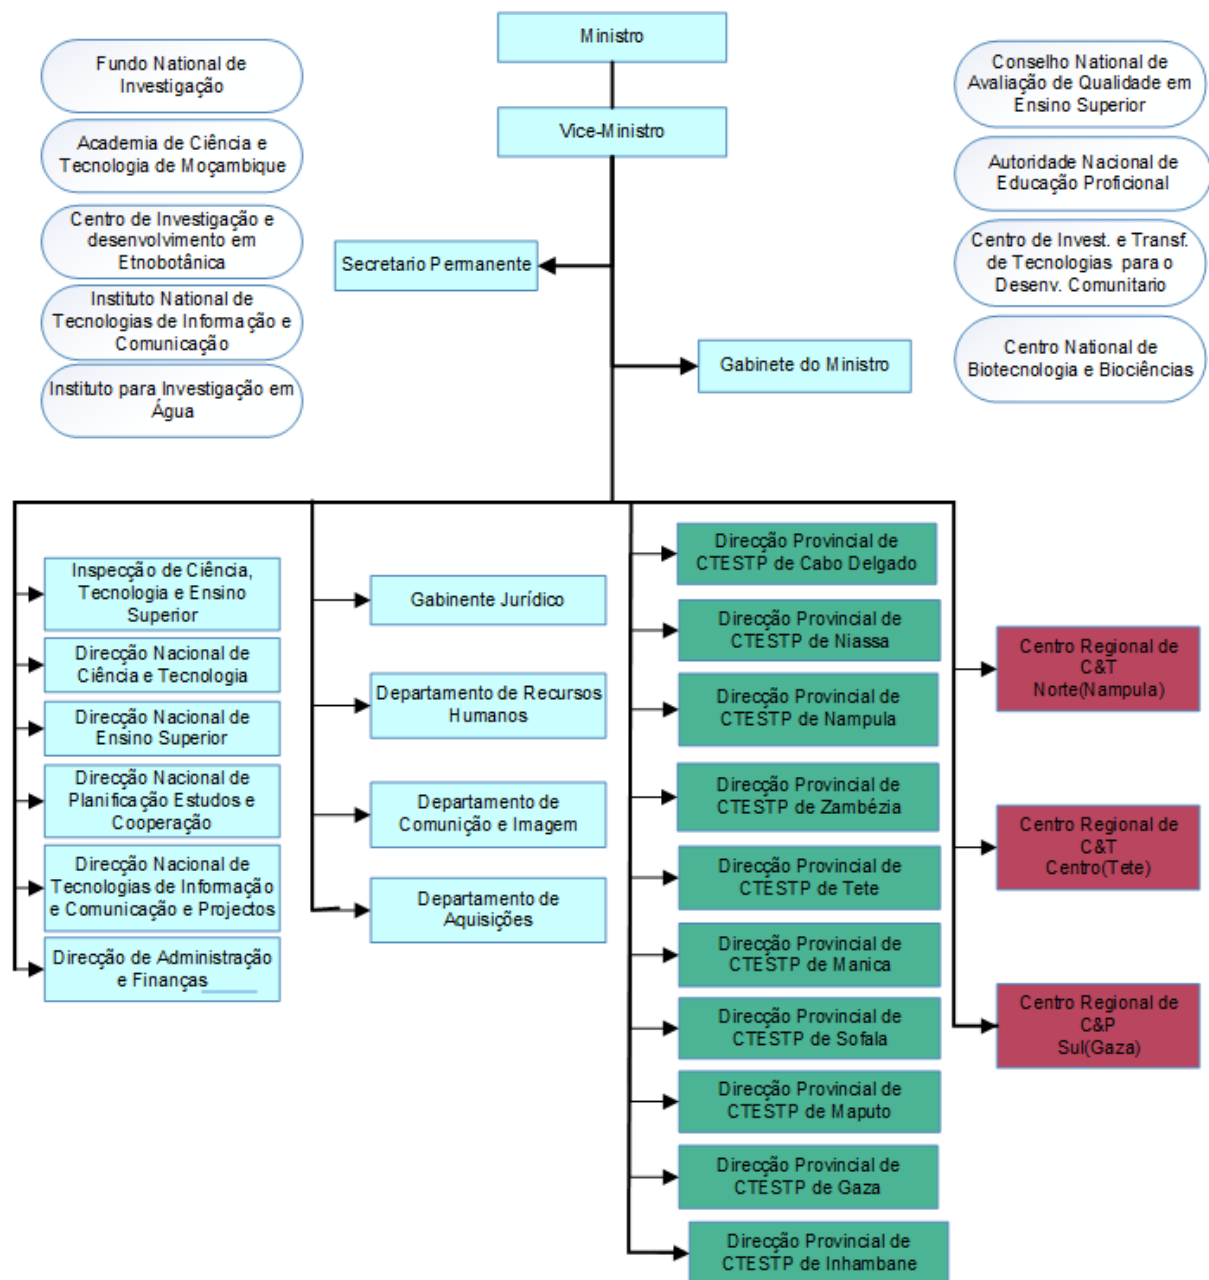 Ministro
Vice-Ministro
Fundo National de
Investigação
Academia de Ciência e
Tecnologia de Moçambique
Centro de Investigação e
desenvolvimento em
Etnobotânica
Instituto National de
Tecnologias de Informação e
Comunicação
Instituto para Investigação em
Água
Conselho National de
Avaliação de Qualidade em
Ensino Superior
Autoridade Nacional de
Educação Proficional
Centro de Invest. e Transf.
de Tecnologias para o
Desenv. Comunitario
Centro National de
Biotecnologia e Biociências
Secretario Permanente
Gabinete do Ministro
Inspecção de Ciência,
Tecnologia e Ensino
Superior
Direcção Nacional de
Ciência e Tecnologia
Direcção Nacional de
Ensino Superior
Direcção Nacional de
Planificação Estudos e
Cooperação
Direcção Nacional de
Tecnologias de Informação
e Comunicação e Projectos
Direcção de Administração
e Finanças
Gabinente Jurídico
Departamento de Recursos
Humanos
Departamento de
Comunição e Imagem
Departamento de
Aquisições
Direcção Provincial de
CTESTP de Cabo Delgado
Direcção Provincial de
CTESTP de Niassa
Direcção Provincial de
CTESTP de Nampula
Direcção Provincial de
CTESTP de Zambézia
Direcção Provincial de
CTESTP de Tete
Direcção Provincial de
CTESTP de Manica
Direcção Provincial de
CTESTP de Sofala
Direcção Provincial de
CTESTP de Maputo
Direcção Provincial de
CTESTP de Gaza
Direcção Provincial de
CTESTP de Inhambane
Centro Regional de
C&T
Norte(Nampula)
Centro Regional de
C&T
Centro(Tete)
Centro Regional de
C&P
Sul(Gaza)